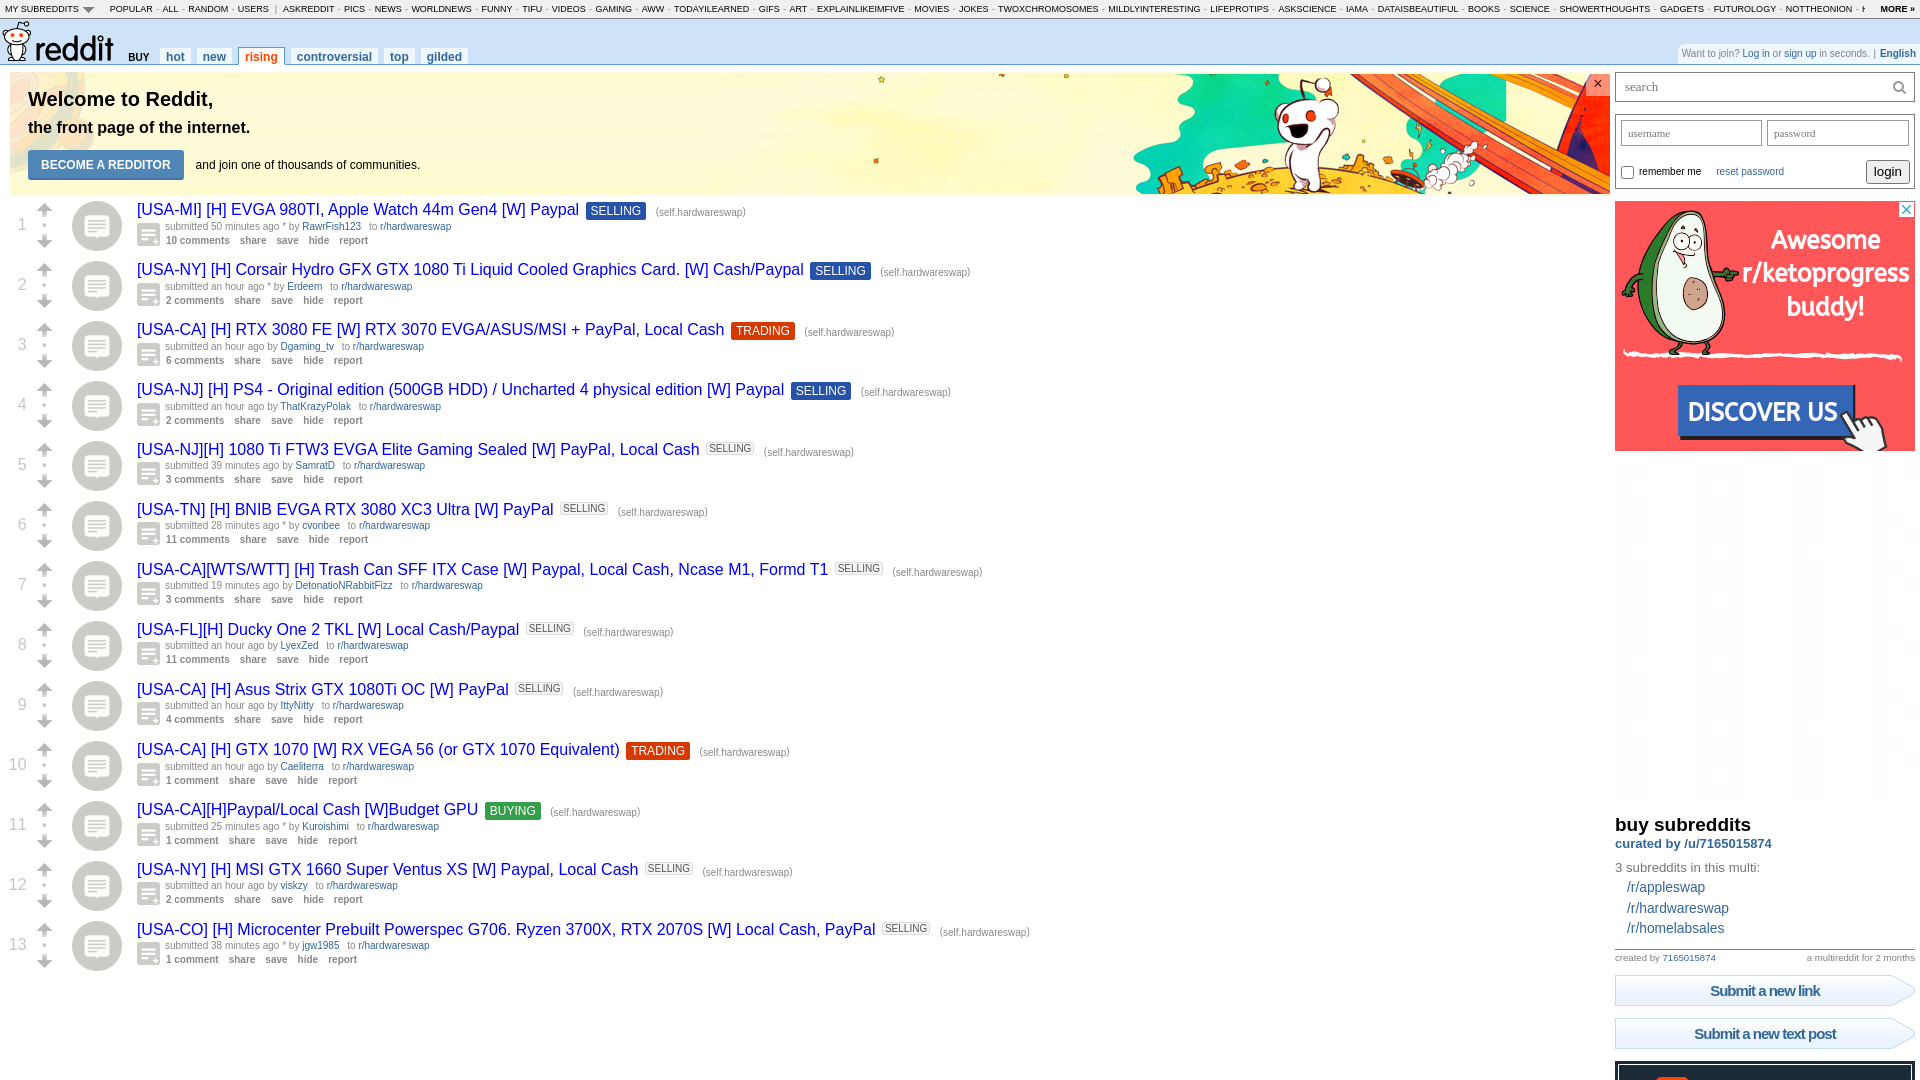 MY SUBREDDITS POPULAR - ALL - RANDOM - USERS | ASKREDDIT - PICS - NEWS - WORLDNEWS - FUNNY - TIFU - VIDEOS - GAMING - AWW - TODAYILEARNED - GIFS - ART - EXPLAINLIKEIMFIVE - MOVIES - JOKES - TWOXCHROMOSOMES - MILDLYINTERESTING - LIFEPROTIPS - ASKSCIENCE - IAMA - DATAISBEAUTIFUL - BOOKS - SCIENCE - SHOWERTHOUGHTS - GADGETS - FUTUROLOGY - NOTTHEONION - MORE »
reddit BUY hot new rising controversial top gilded
Want to join? Log in or sign up in seconds. | English
Welcome to Reddit,
the front page of the internet.
BECOME A REDDITOR and join one of thousands of communities.
×
1
[USA-MI] [H] EVGA 980TI, Apple Watch 44m Gen4 [W] Paypal SELLING (self.hardwareswap)
submitted 50 minutes ago * by RawrFish123 to r/hardwareswap
10 comments share save hide report
2
[USA-NY] [H] Corsair Hydro GFX GTX 1080 Ti Liquid Cooled Graphics Card. [W] Cash/Paypal SELLING (self.hardwareswap)
submitted an hour ago * by Erdeem to r/hardwareswap
2 comments share save hide report
3
[USA-CA] [H] RTX 3080 FE [W] RTX 3070 EVGA/ASUS/MSI + PayPal, Local Cash TRADING (self.hardwareswap)
submitted an hour ago by Dgaming_tv to r/hardwareswap
6 comments share save hide report
4
[USA-NJ] [H] PS4 - Original edition (500GB HDD) / Uncharted 4 physical edition [W] Paypal SELLING (self.hardwareswap)
submitted an hour ago by ThatKrazyPolak to r/hardwareswap
2 comments share save hide report
5
[USA-NJ][H] 1080 Ti FTW3 EVGA Elite Gaming Sealed [W] PayPal, Local Cash SELLING (self.hardwareswap)
submitted 39 minutes ago by SamratD to r/hardwareswap
3 comments share save hide report
6
[USA-TN] [H] BNIB EVGA RTX 3080 XC3 Ultra [W] PayPal SELLING (self.hardwareswap)
submitted 28 minutes ago * by cvonbee to r/hardwareswap
11 comments share save hide report
7
[USA-CA][WTS/WTT] [H] Trash Can SFF ITX Case [W] Paypal, Local Cash, Ncase M1, Formd T1 SELLING (self.hardwareswap)
submitted 19 minutes ago by DetonatioNRabbitFizz to r/hardwareswap
3 comments share save hide report
8
[USA-FL][H] Ducky One 2 TKL [W] Local Cash/Paypal SELLING (self.hardwareswap)
submitted an hour ago by LyexZed to r/hardwareswap
11 comments share save hide report
9
[USA-CA] [H] Asus Strix GTX 1080Ti OC [W] PayPal SELLING (self.hardwareswap)
submitted an hour ago by IttyNitty to r/hardwareswap
4 comments share save hide report
10
[USA-CA] [H] GTX 1070 [W] RX VEGA 56 (or GTX 1070 Equivalent) TRADING (self.hardwareswap)
submitted an hour ago by Caeliterra to r/hardwareswap
1 comment share save hide report
11
[USA-CA][H]Paypal/Local Cash [W]Budget GPU BUYING (self.hardwareswap)
submitted 25 minutes ago * by Kuroishimi to r/hardwareswap
1 comment share save hide report
12
[USA-NY] [H] MSI GTX 1660 Super Ventus XS [W] Paypal, Local Cash SELLING (self.hardwareswap)
submitted an hour ago by viskzy to r/hardwareswap
2 comments share save hide report
13
[USA-CO] [H] Microcenter Prebuilt Powerspec G706. Ryzen 3700X, RTX 2070S [W] Local Cash, PayPal SELLING (self.hardwareswap)
submitted 38 minutes ago * by jgw1985 to r/hardwareswap
1 comment share save hide report
search
username password
remember me reset password login
Awesome
r/ketoprogress
buddy!
DISCOVER US
buy subreddits
curated by /u/7165015874
3 subreddits in this multi:
/r/appleswap
/r/hardwareswap
/r/homelabsales
created by 7165015874 a multireddit for 2 months
Submit a new link
Submit a new text post